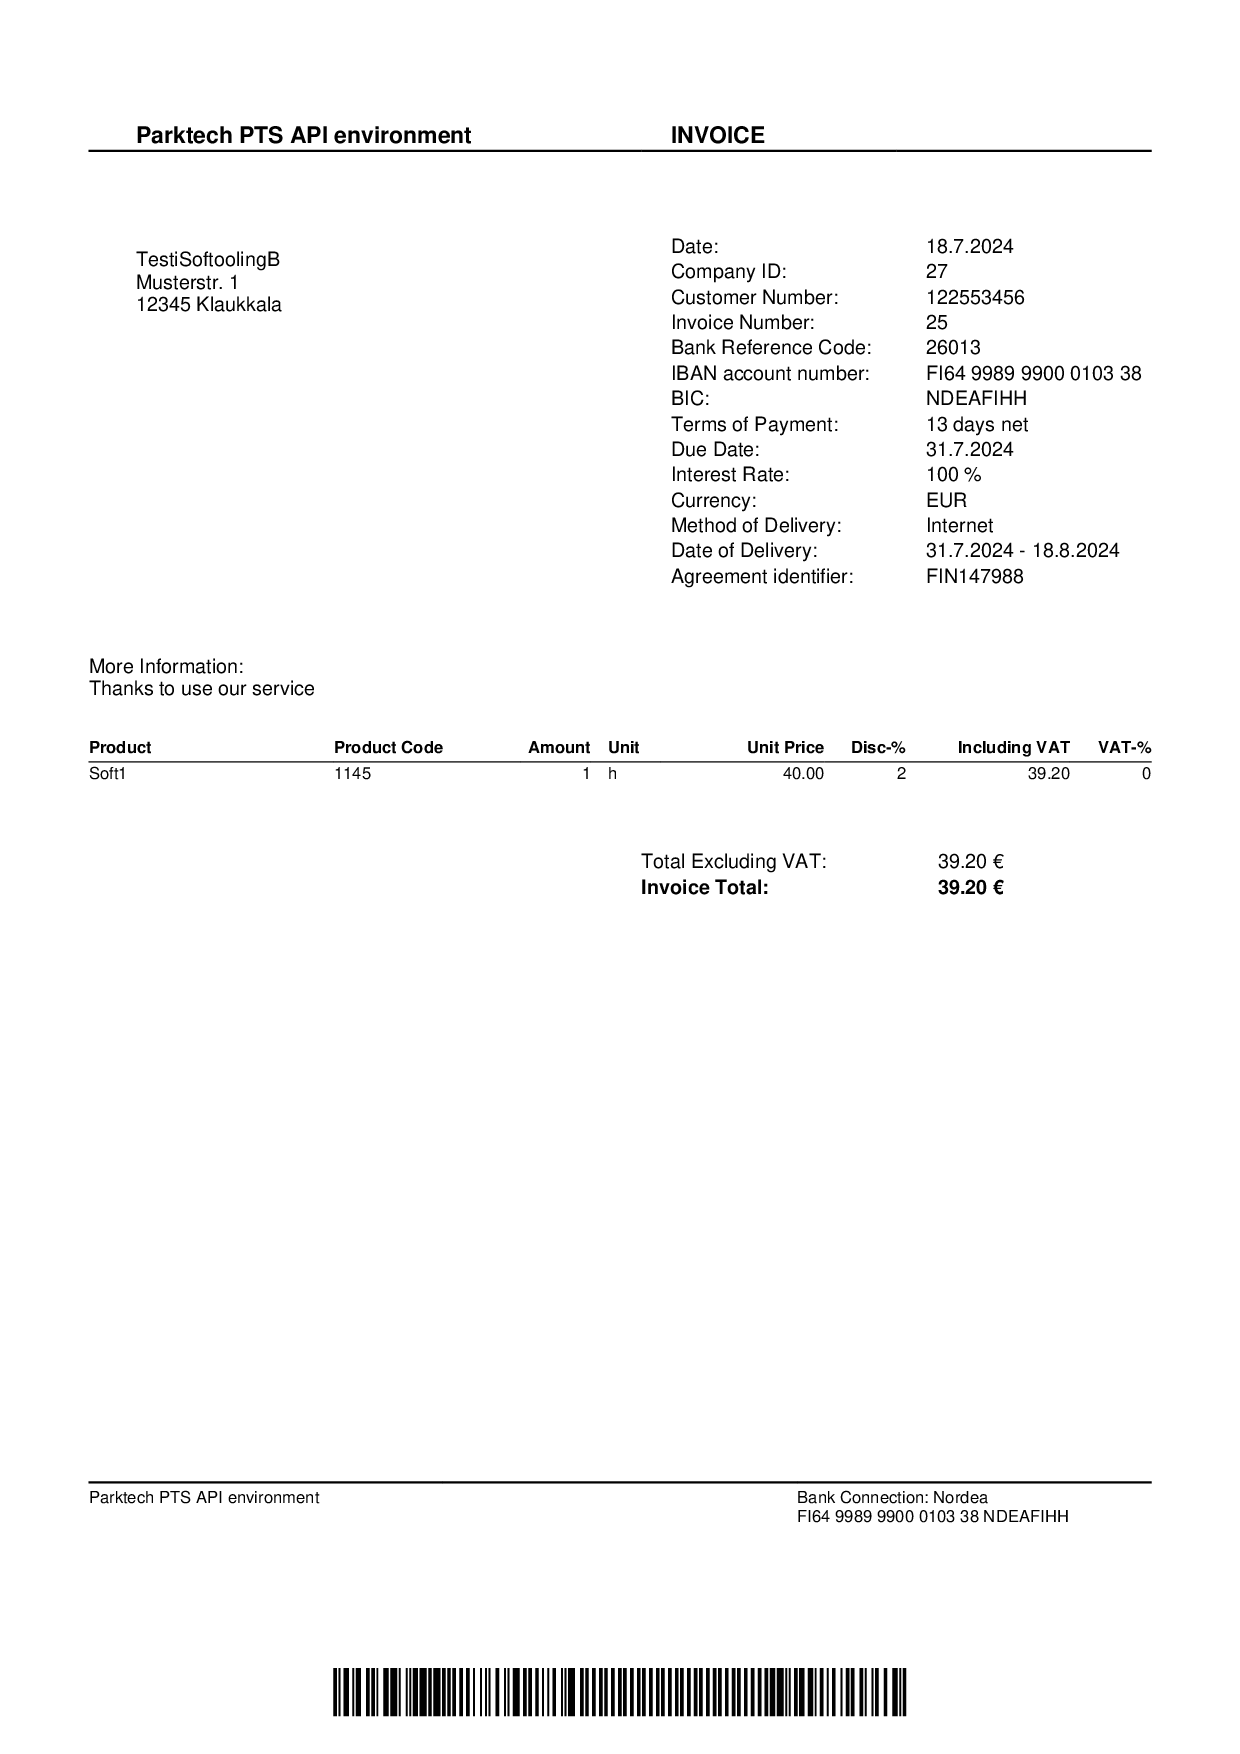 Parktech PTS API environment INVOICE
TestiSoftoolingB
Musterstr. 1
12345 Klaukkala
Date: 18.7.2024
Company ID: 27
Customer Number: 122553456
Invoice Number: 25
Bank Reference Code: 26013
IBAN account number: FI64 9989 9900 0103 38
BIC: NDEAFIHH
Terms of Payment: 13 days net
Due Date: 31.7.2024
Interest Rate: 100 %
Currency: EUR
Method of Delivery: Internet
Date of Delivery: 31.7.2024 - 18.8.2024
Agreement identifier: FIN147988
More Information:
Thanks to use our service
Product Product Code Amount Unit Unit Price Disc-% Including VAT VAT-%
Soft1 1145 1 h 40.00 2 39.20 0
Total Excluding VAT: 39.20 €
Invoice Total: 39.20 €
Parktech PTS API environment Bank Connection: Nordea
FI64 9989 9900 0103 38 NDEAFIHH